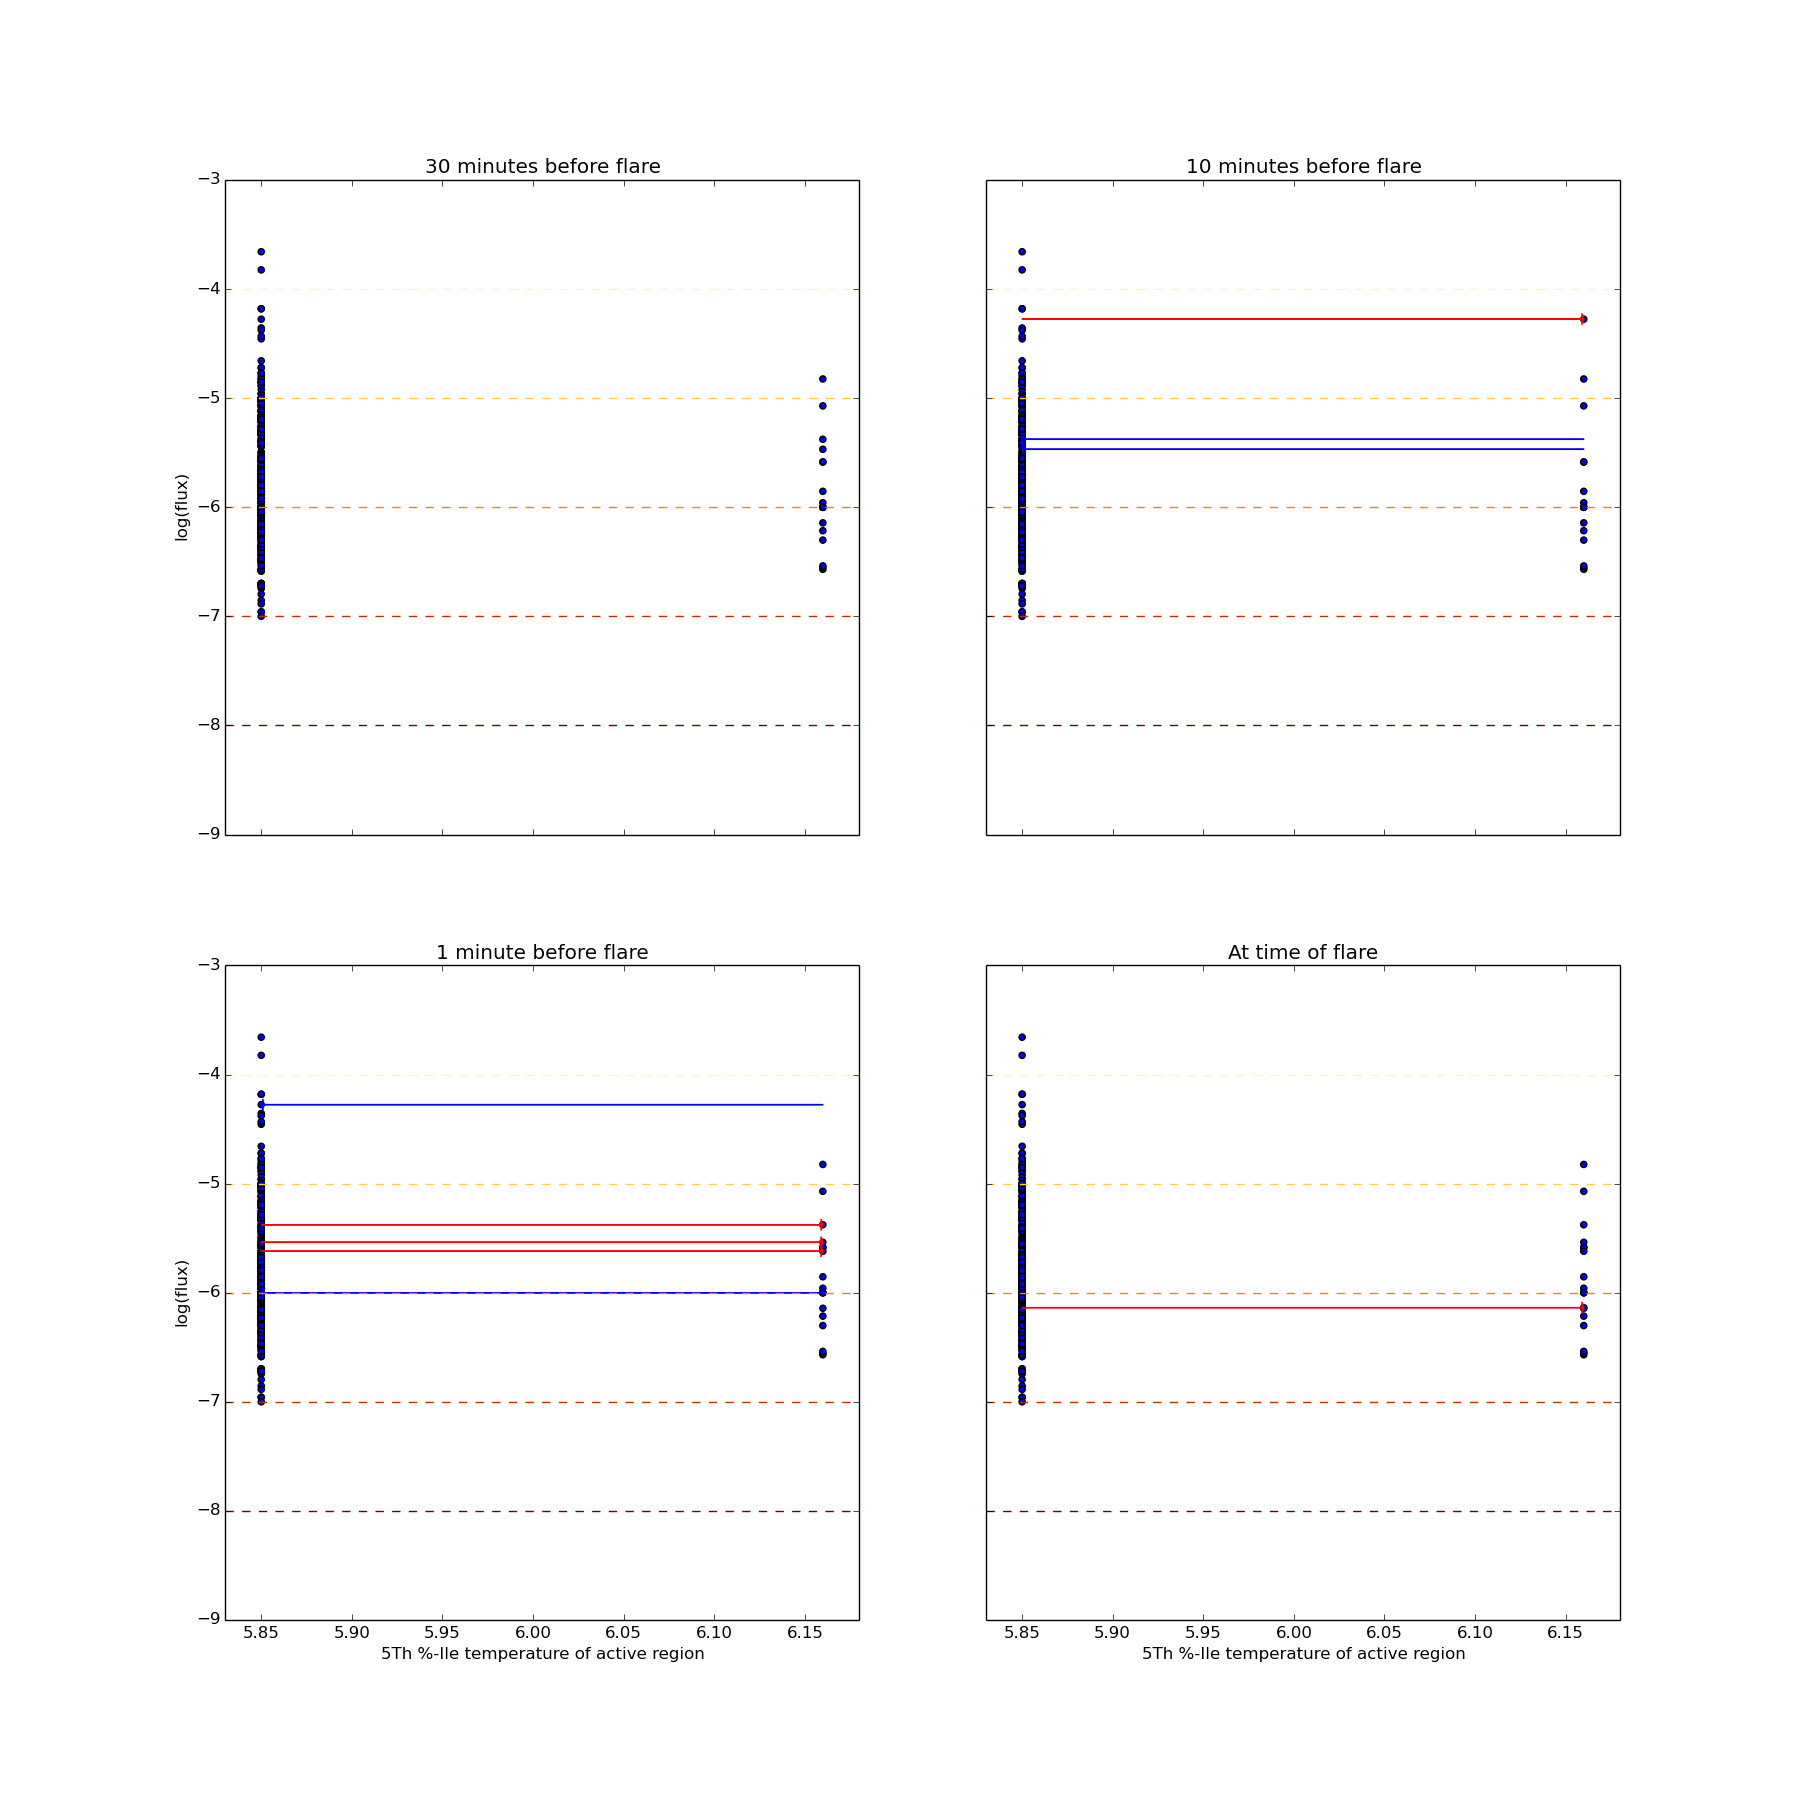 30 minutes before flare
10 minutes before flare
−3
−4
−5
−6
−7
−8
−9
log(flux)
1 minute before flare
At time of flare
−3
−4
−5
−6
−7
−8
−9
log(flux)
5.85 5.90 5.95 6.00 6.05 6.10 6.15
5.85 5.90 5.95 6.00 6.05 6.10 6.15
5Th %-Ile temperature of active region
5Th %-Ile temperature of active region